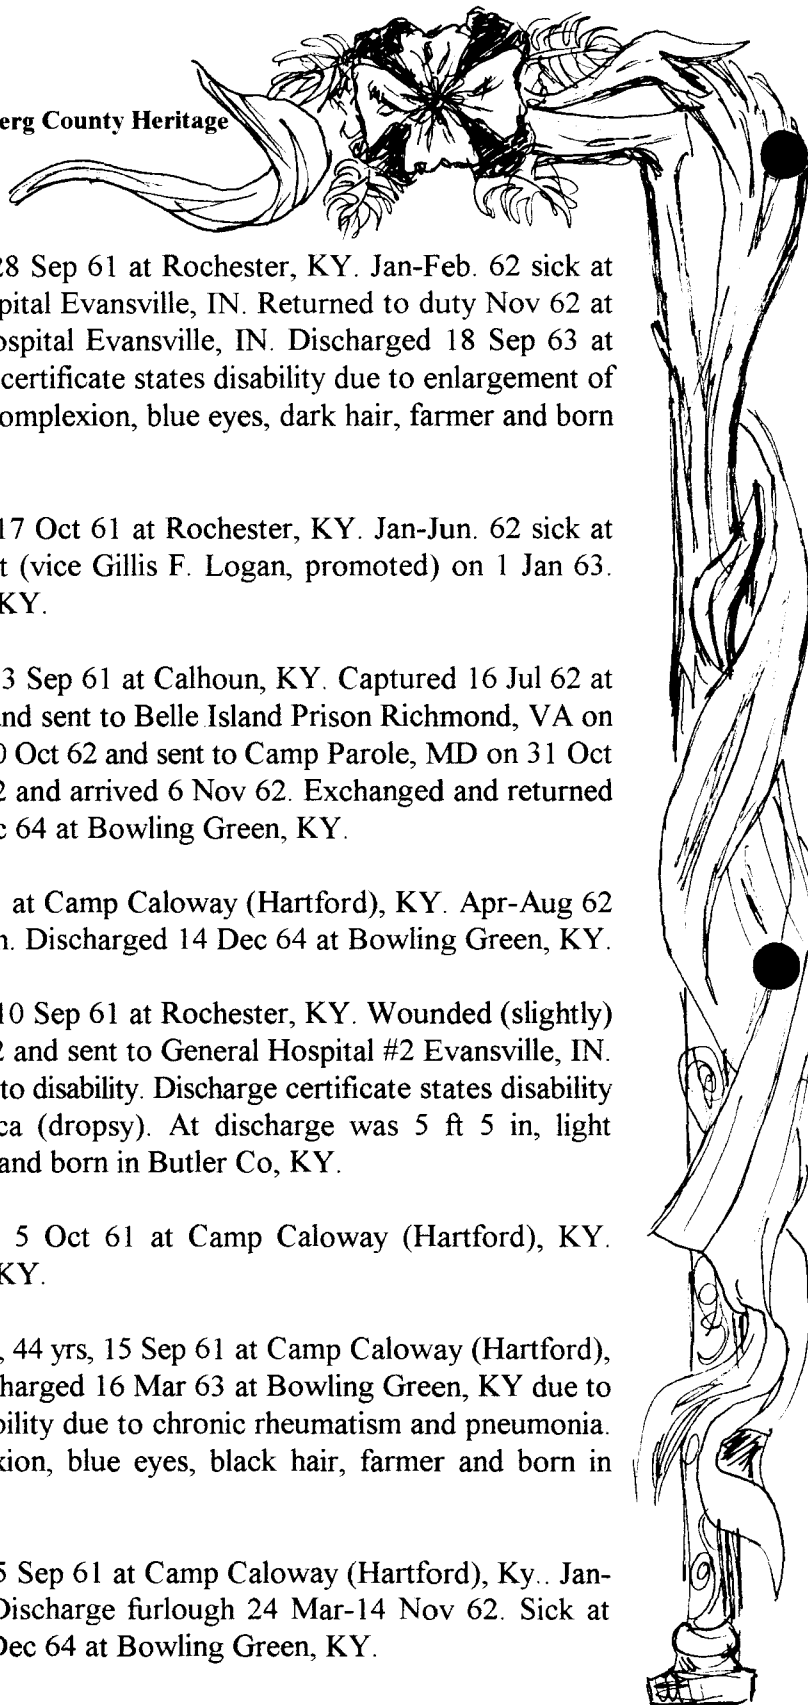 erg County Heritage
28 Sep 61 at Rochester, KY. Jan-Feb. 62 sick at
pital Evansville, IN. Returned to duty Nov 62 at
ospital Evansville, IN. Discharged 18 Sep 63 at
certificate states disability due to enlargement of
omplexion, blue eyes, dark hair, farmer and born
17 Oct 61 at Rochester, KY. Jan-Jun. 62 sick at
t (vice Gillis F. Logan, promoted) on 1 Jan 63.
KY.
3 Sep 61 at Calhoun, KY. Captured 16 Jul 62 at
nd sent to Belle Island Prison Richmond, VA on
0 Oct 62 and sent to Camp Parole, MD on 31 Oct
2 and arrived 6 Nov 62. Exchanged and returned
c 64 at Bowling Green, KY.
at Camp Caloway (Hartford), KY. Apr-Aug 62
n. Discharged 14 Dec 64 at Bowling Green, KY.
10 Sep 61 at Rochester, KY. Wounded (slightly)
2 and sent to General Hospital #2 Evansville, IN.
to disability. Discharge certificate states disability
ca (dropsy). At discharge was 5 ft 5 in, light
and born in Butler Co, KY.
5 Oct 61 at Camp Caloway (Hartford), KY.
KY.
, 44 yrs, 15 Sep 61 at Camp Caloway (Hartford),
harged 16 Mar 63 at Bowling Green, KY due to
bility due to chronic rheumatism and pneumonia.
xion, blue eyes, black hair, farmer and born in
5 Sep 61 at Camp Caloway (Hartford), Ky.. Jan-
Discharge furlough 24 Mar-14 Nov 62. Sick at
Dec 64 at Bowling Green, KY.